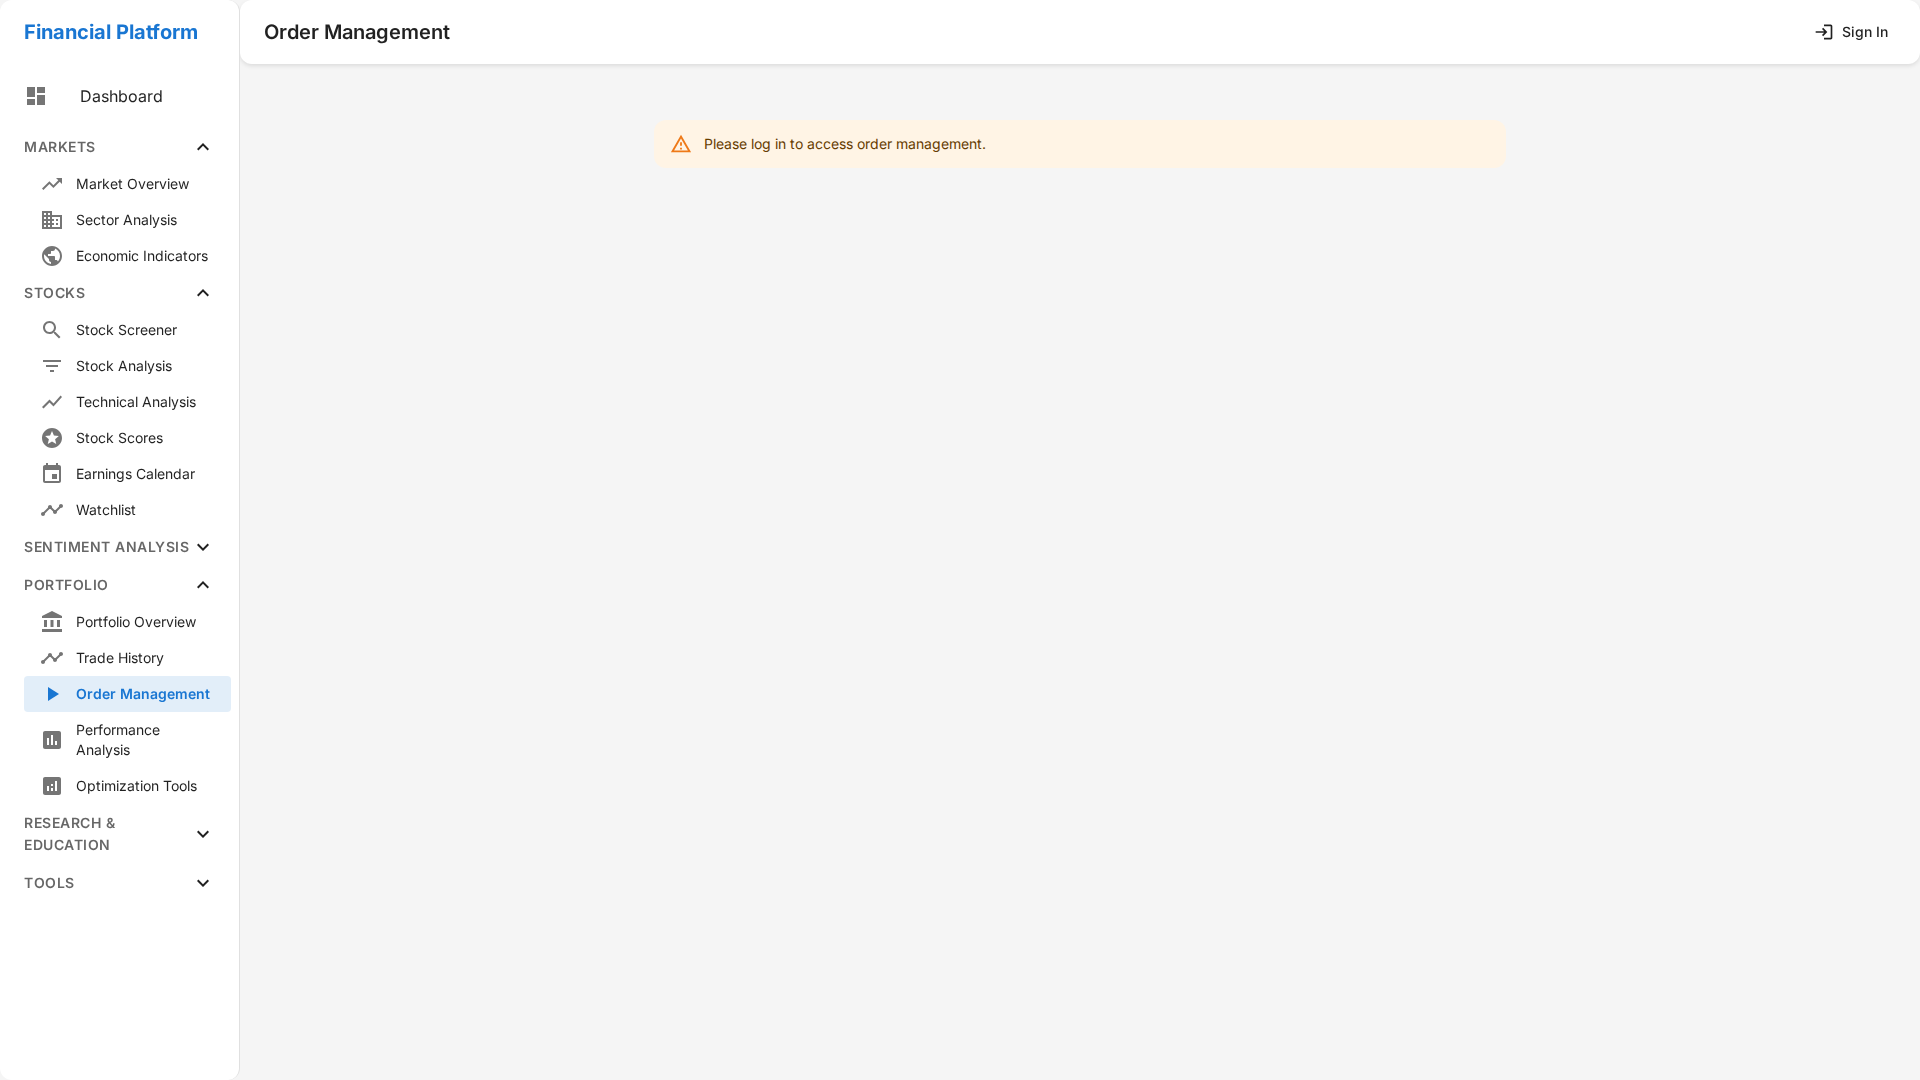 Financial Platform
Order Management
Sign In
Dashboard
Please log in to access order management.
MARKETS
Market Overview
Sector Analysis
Economic Indicators
STOCKS
Stock Screener
Stock Analysis
Technical Analysis
Stock Scores
Earnings Calendar
Watchlist
SENTIMENT ANALYSIS
PORTFOLIO
Portfolio Overview
Trade History
Order Management
Performance
Analysis
Optimization Tools
RESEARCH &
EDUCATION
TOOLS